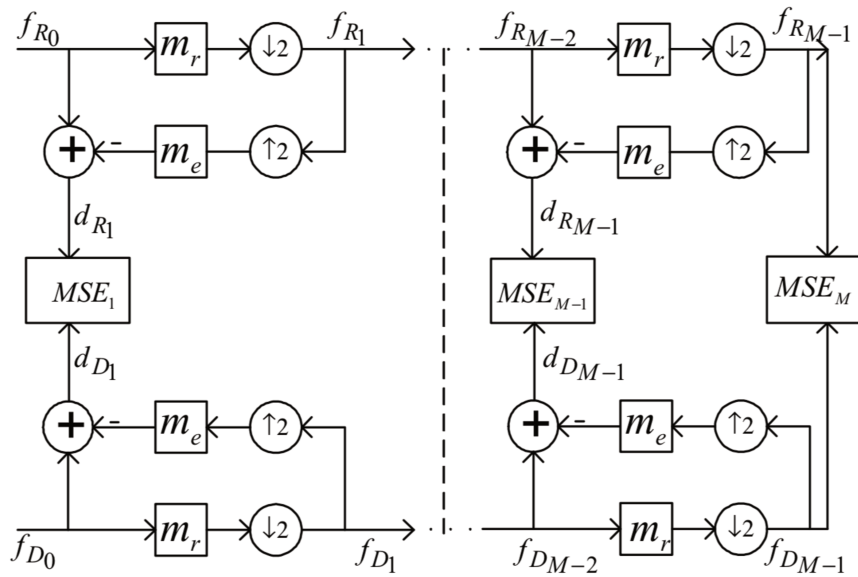 f_{R_0} m_r ↓2 f_{R_1} · · · · f_{R_{M-2}} m_r ↓2 f_{R_{M-1}}
+ - m_e ↑2 + - m_e ↑2
d_{R_1} d_{R_{M-1}}
MSE_1 MSE_{M-1} MSE_M
d_{D_1} d_{D_{M-1}}
+ - m_e ↑2 + - m_e ↑2
f_{D_0} m_r ↓2 f_{D_1} · · · · f_{D_{M-2}} m_r ↓2 f_{D_{M-1}}